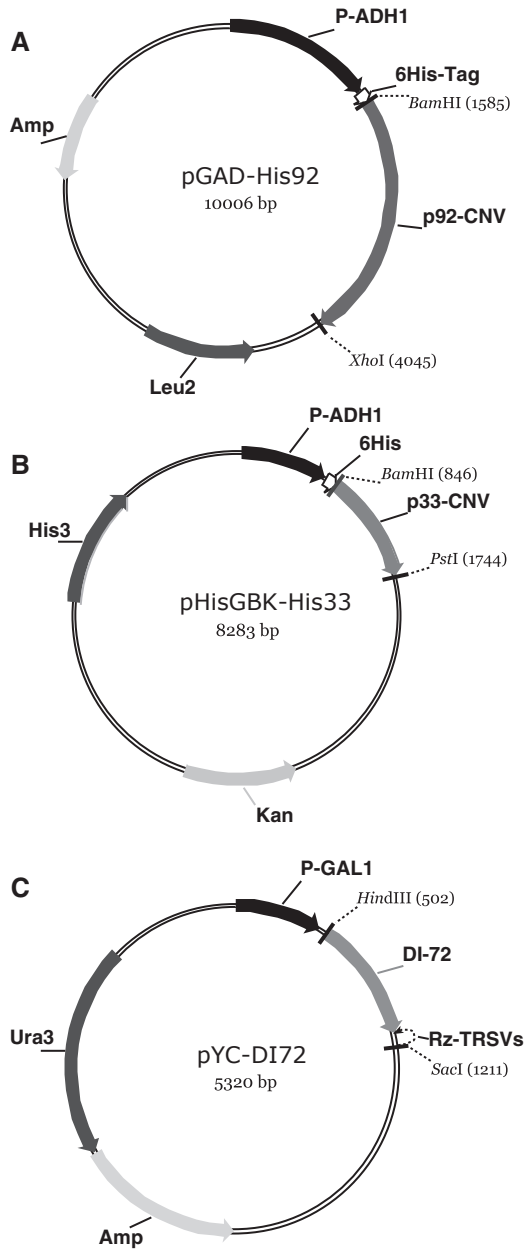 A
P-ADH1
6His-Tag
BamHI (1585)
Amp
pGAD-His92
10006 bp
p92-CNV
XhoI (4045)
Leu2
B
P-ADH1
6His
BamHI (846)
p33-CNV
His3
PstI (1744)
pHisGBK-His33
8283 bp
Kan
C
P-GAL1
HindIII (502)
DI-72
Ura3
Rz-TRSVs
pYC-DI72
5320 bp
SacI (1211)
Amp